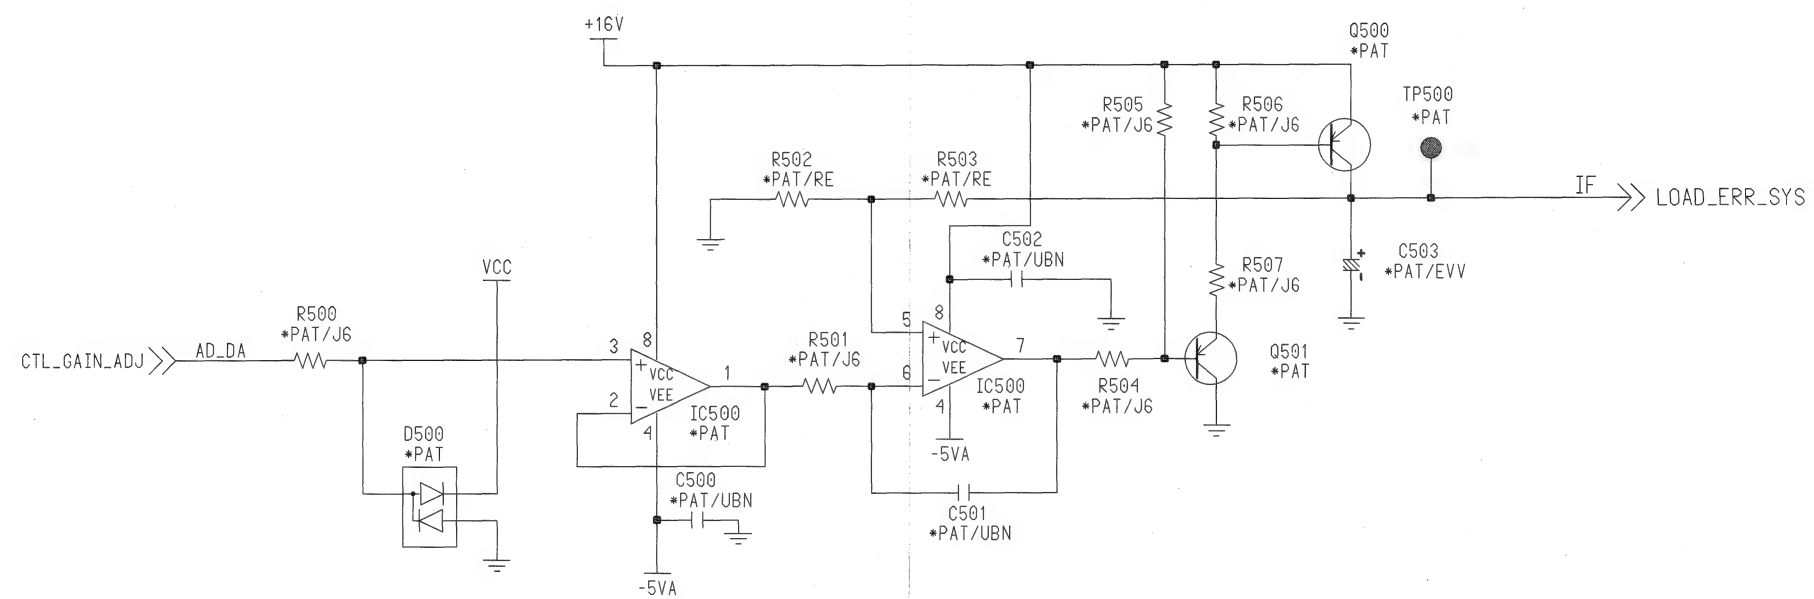 +16V
Q500
*PAT
TP500
*PAT
R505
*PAT/J6
R506
*PAT/J6
R502
*PAT/RE
R503
*PAT/RE
IF
LOAD_ERR_SYS
C502
*PAT/UBN
C503
*PAT/EVV
+
-
R507
*PAT/J6
VCC
R500
*PAT/J6
CTL_GAIN_ADJ
AD_DA
3
8
+
VCC
VEE
-
2
4
1
IC500
*PAT
R501
*PAT/J6
5
8
+
VCC
VEE
-
6
4
7
IC500
*PAT
-5VA
R504
*PAT/J6
Q501
*PAT
D500
*PAT
C500
*PAT/UBN
C501
*PAT/UBN
-5VA